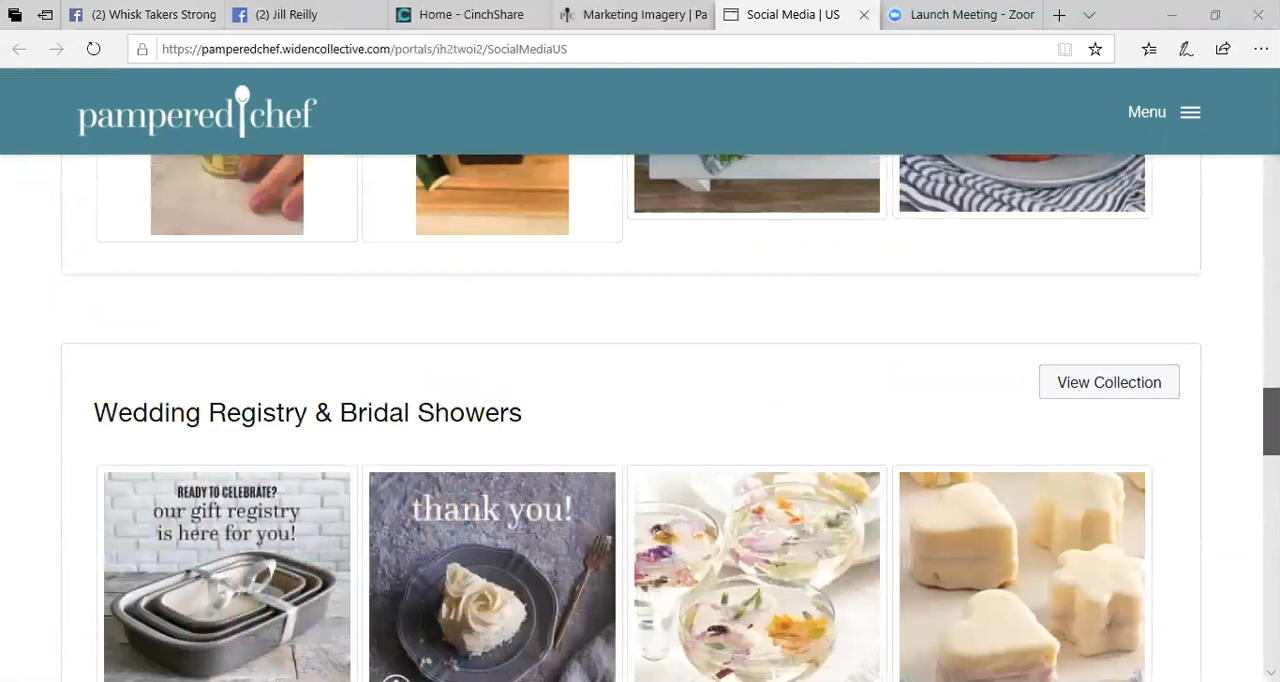 (2) Whisk Takers Strong
(2) Jill Reilly
Home - CinchShare
Marketing Imagery | Pa
Social Media | US
Launch Meeting - Zoor
https://pamperedchef.widencollective.com/portals/ih2twoi2/SocialMediaUS
pampered chef
Menu
View Collection
Wedding Registry & Bridal Showers
READY TO CELEBRATE?
our gift registry
is here for you!
thank you!